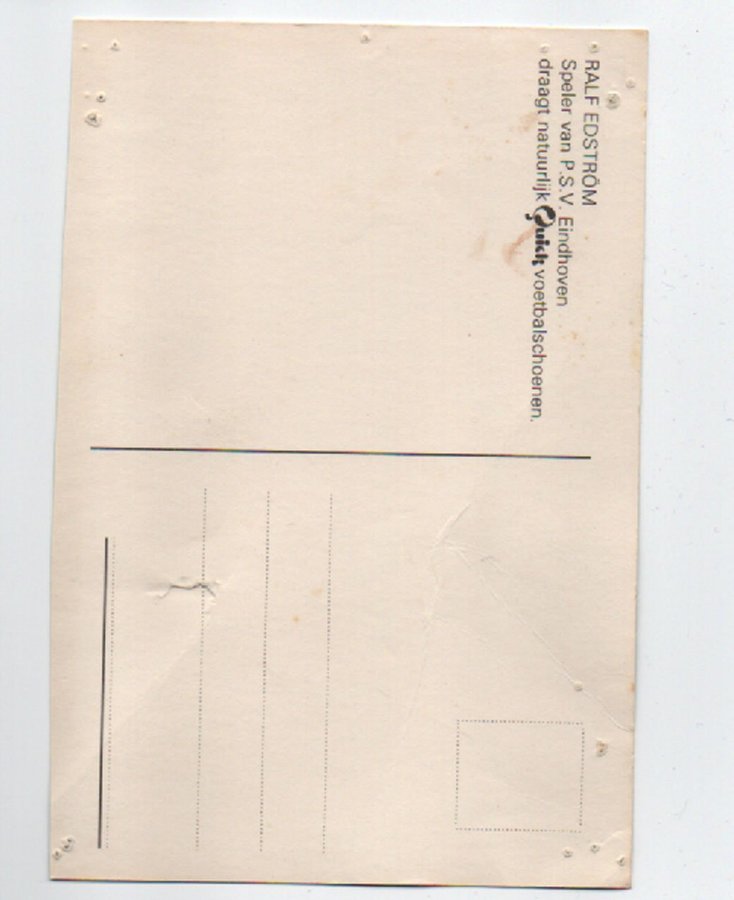 RALF EDSTRÖM
Speler van P.S.V. Eindhoven
draagt natuurlijk Quick voetbalschoenen.